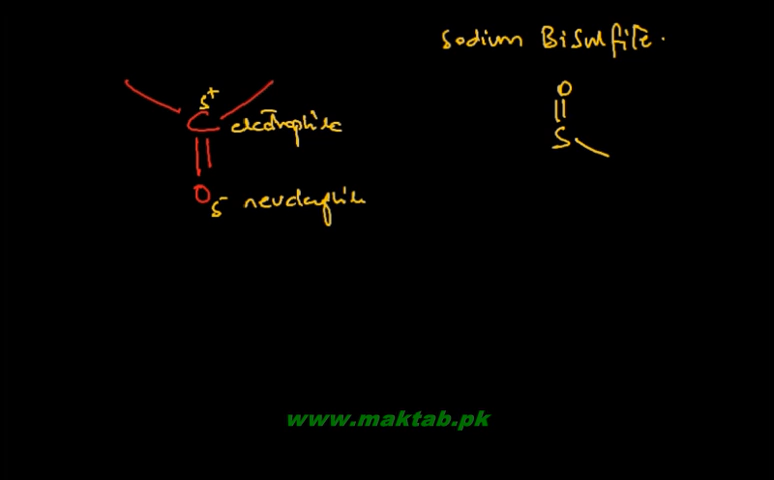 Sodium BiSulfite.
δ+
C electrophile
O
δ- neucleophile
O
S
www.maktab.pk